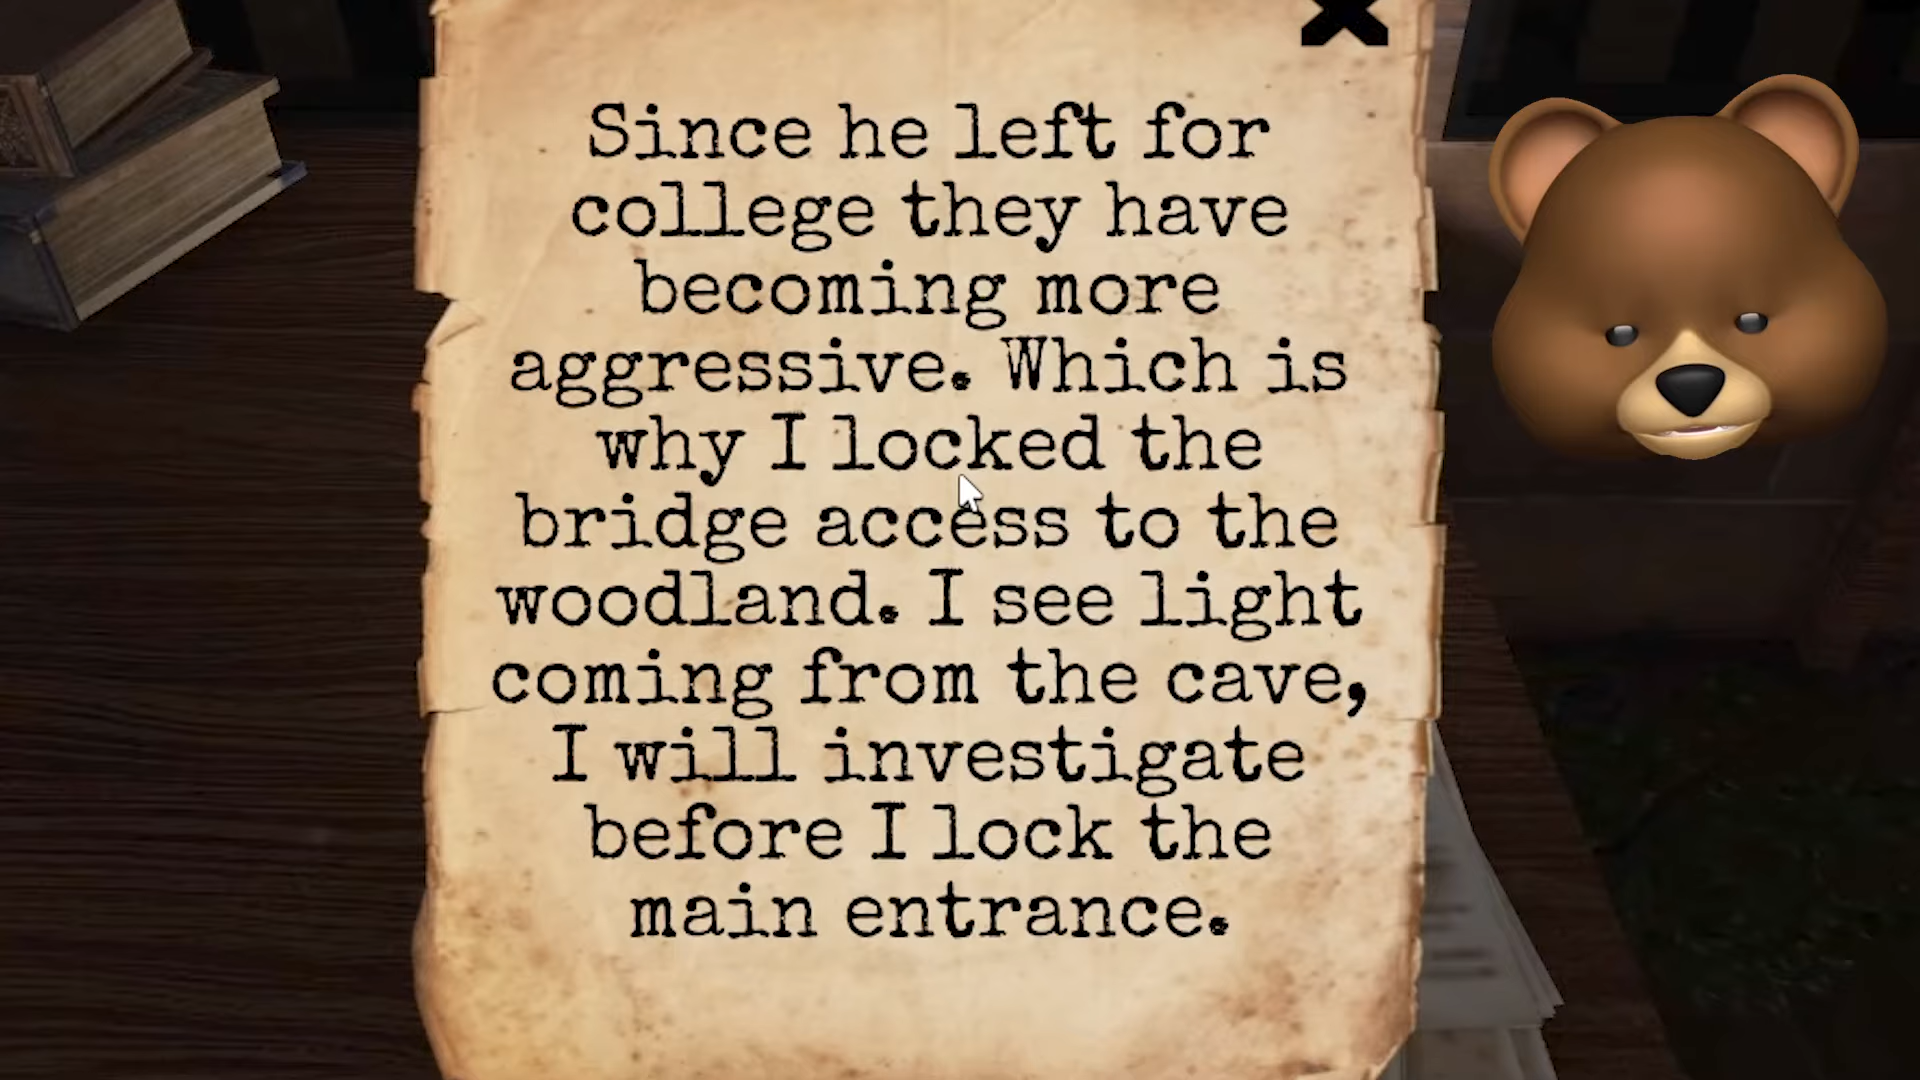 Since he left for
college they have
becoming more
aggressive. Which is
why I locked the
bridge access to the
woodland. I see light
coming from the cave,
I will investigate
before I lock the
main entrance.